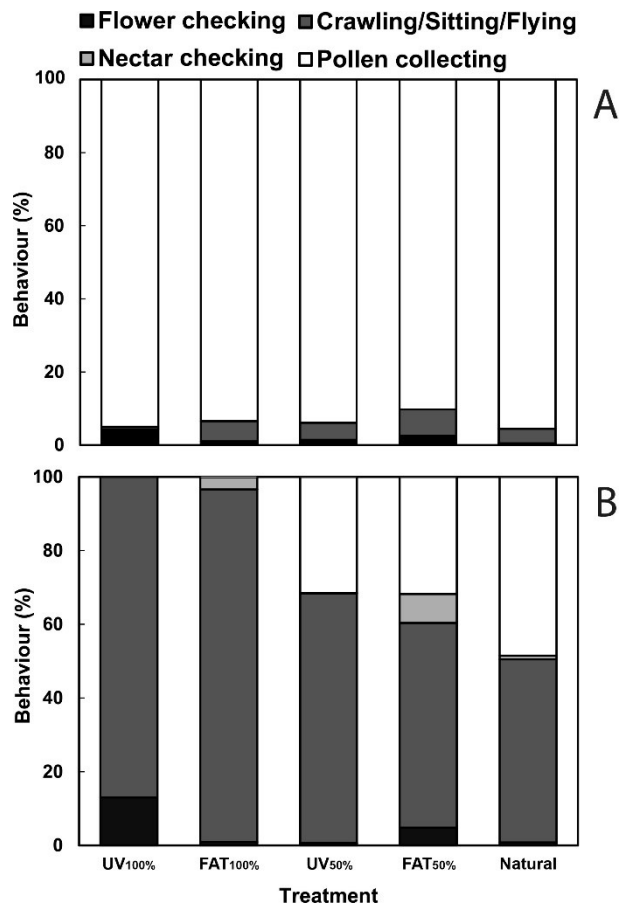 Flower checking Crawling/Sitting/Flying
Nectar checking Pollen collecting
100
80
60
40
20
0
Behaviour (%)
A
100
80
60
40
20
0
Behaviour (%)
B
UV100% FAT100% UV50% FAT50% Natural
Treatment